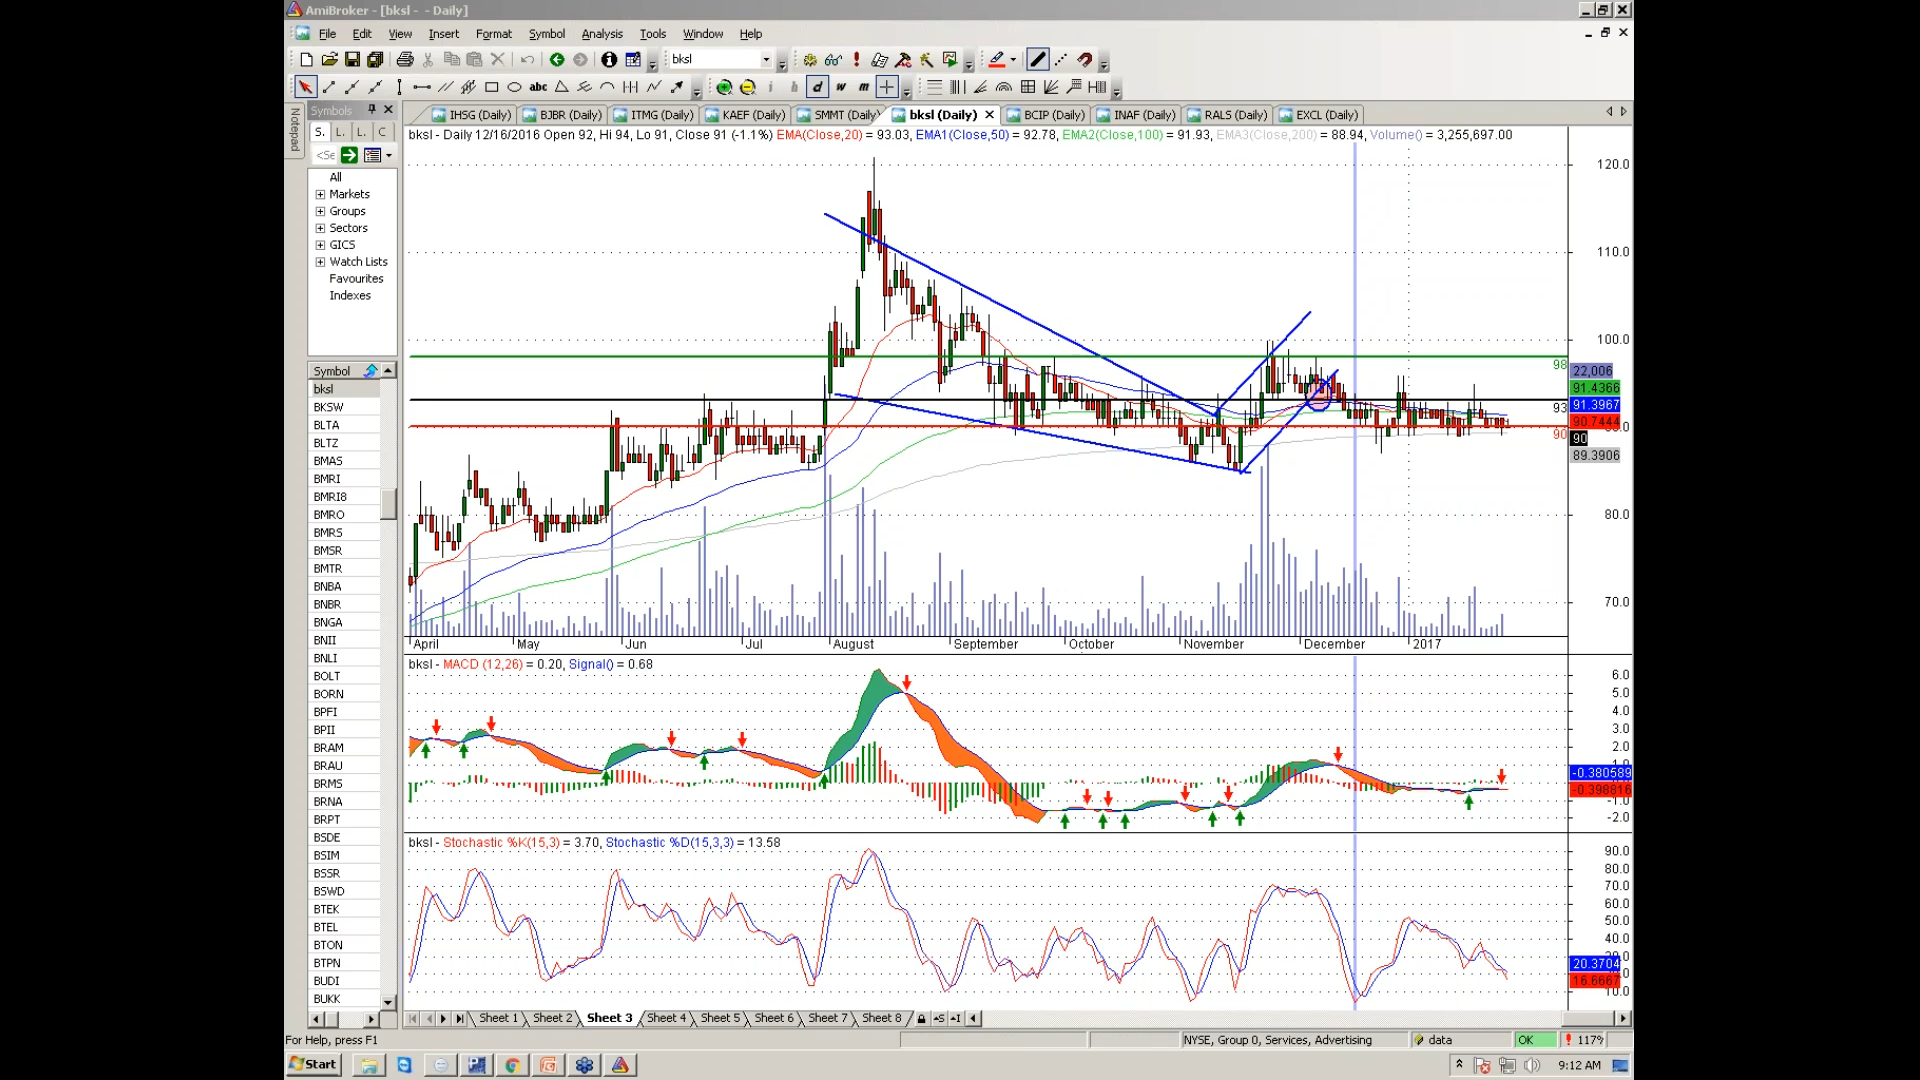 AmiBroker - [bksl - - Daily]
File Edit View Insert Format Symbol Analysis Tools Window Help
bksl
abc i h d w m
Symbols
Notepad
IHSG (Daily) BJBR (Daily) ITMG (Daily) KAEF (Daily) SMMT (Daily) bksl (Daily) BCIP (Daily) INAF (Daily) RALS (Daily) EXCL (Daily)
S. L. L. C
bksl - Daily 12/16/2016 Open 92, Hi 94, Lo 91, Close 91 (-1.1%) EMA(Close,20) = 93.03, EMA1(Close,50) = 92.78, EMA2(Close,100) = 91.93, EMA3(Close,200) = 88.94, Volume() = 3,255,697.00
<Se
All
Markets
Groups
Sectors
GICS
Watch Lists
Favourites
Indexes
120.0
110.0
100.0
98
22,006
91.4366
91.3967
93
90.7444
90
90
89.3906
80.0
70.0
Symbol
bksl
BKSW
BLTA
BLTZ
BMAS
BMRI
BMRI8
BMRO
BMRS
BMSR
BMTR
BNBA
BNBR
BNGA
BNII
BNLI
BOLT
BORN
BPFI
BPII
BRAM
BRAU
BRMS
BRNA
BRPT
BSDE
BSIM
BSSR
BSWD
BTEK
BTEL
BTON
BTPN
BUDI
BUKK
April May Jun Jul August September October November December 2017
bksl - MACD (12,26) = 0.20, Signal() = 0.68
6.0
5.0
4.0
3.0
2.0
-0.380589
-0.398816
-1.0
-2.0
bksl - Stochastic %K(15,3) = 3.70, Stochastic %D(15,3,3) = 13.58
90.0
80.0
70.0
60.0
50.0
40.0
20.3704
16.6667
10.0
Sheet 1 Sheet 2 Sheet 3 Sheet 4 Sheet 5 Sheet 6 Sheet 7 Sheet 8
For Help, press F1
NYSE, Group 0, Services, Advertising data OK 117%
Start 9:12 AM